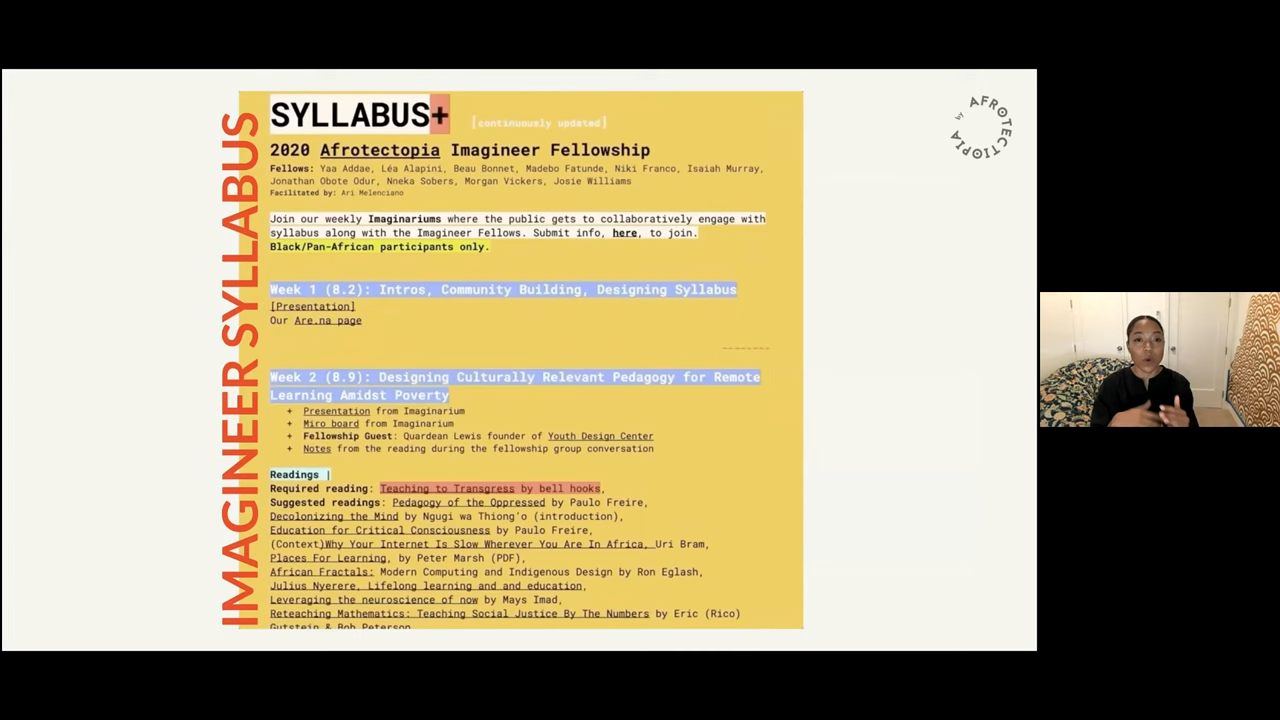 IMAGINEER SYLLABUS
SYLLABUS+ [continuously updated]
2020 Afrotectopia Imagineer Fellowship
Fellows: Yaa Addae, Léa Alapini, Beau Bonnet, Madebo Fatunde, Niki Franco, Isaiah Murray,
Jonathan Obote Odur, Nneka Sobers, Morgan Vickers, Josie Williams
Facilitated by: Ari Melenciano
Join our weekly Imaginariums where the public gets to collaboratively engage with
syllabus along with the Imagineer Fellows. Submit info, here, to join.
Black/Pan-African participants only.
Week 1 (8.2): Intros, Community Building, Designing Syllabus
[Presentation]
Our Are.na page
Week 2 (8.9): Designing Culturally Relevant Pedagogy for Remote
Learning Amidst Poverty
+ Presentation from Imaginarium
+ Miro board from Imaginarium
+ Fellowship Guest: Quardean Lewis founder of Youth Design Center
+ Notes from the reading during the fellowship group conversation
Readings |
Required reading: Teaching to Transgress by bell hooks,
Suggested readings: Pedagogy of the Oppressed by Paulo Freire,
Decolonizing the Mind by Ngugi wa Thiong’o (introduction),
Education for Critical Consciousness by Paulo Freire,
(Context)Why Your Internet Is Slow Wherever You Are In Africa, Uri Bram,
Places For Learning, by Peter Marsh (PDF),
African Fractals: Modern Computing and Indigenous Design by Ron Eglash,
Julius Nyerere, Lifelong learning and and education,
Leveraging the neuroscience of now by Mays Imad,
Reteaching Mathematics: Teaching Social Justice By The Numbers by Eric (Rico)
Gutstein & Bob Peterson
by AFROTECTIOPIA